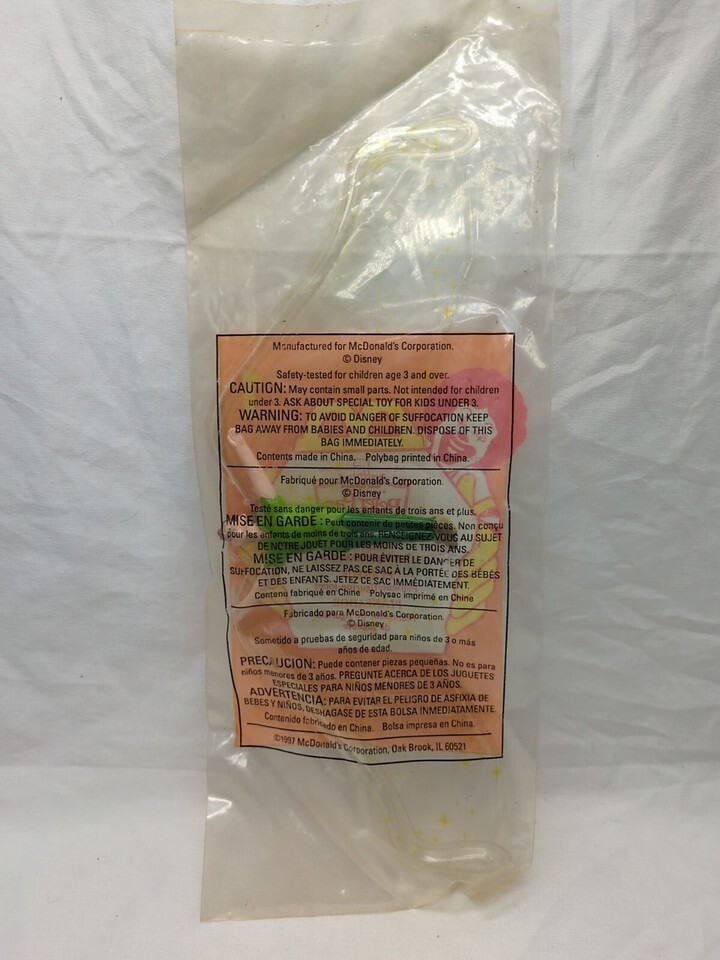 Manufactured for McDonald's Corporation.
© Disney
Safety-tested for children age 3 and over.
CAUTION: May contain small parts. Not intended for children
under 3. ASK ABOUT SPECIAL TOY FOR KIDS UNDER 3.
WARNING: TO AVOID DANGER OF SUFFOCATION KEEP
BAG AWAY FROM BABIES AND CHILDREN. DISPOSE OF THIS
BAG IMMEDIATELY.
Contents made in China. Polybag printed in China.
Fabriqué pour McDonald's Corporation.
© Disney
Testé sans danger pour les enfants de trois ans et plus.
MISE EN GARDE : Peut contenir de petites pièces. Non conçu
pour les enfants de moins de trois ans. RENSEIGNEZ-VOUS AU SUJET
DE NOTRE JOUET POUR LES MOINS DE TROIS ANS.
MISE EN GARDE : POUR ÉVITER LE DANGER DE
SUFFOCATION, NE LAISSEZ PAS CE SAC À LA PORTÉE DES BÉBÉS
ET DES ENFANTS. JETEZ CE SAC IMMÉDIATEMENT.
Contenu fabriqué en Chine Polysac imprimé en Chine
Fabricado para McDonald's Corporation.
© Disney
Sometido a pruebas de seguridad para niños de 3 o más
años de edad.
PRECAUCION: Puede contener piezas pequeñas. No es para
niños menores de 3 años. PREGUNTE ACERCA DE LOS JUGUETES
ESPECIALES PARA NIÑOS MENORES DE 3 AÑOS.
ADVERTENCIA: PARA EVITAR EL PELIGRO DE ASFIXIA DE
BEBES Y NIÑOS, DESHAGASE DE ESTA BOLSA INMEDIATAMENTE.
Contenido fabricado en China. Bolsa impresa en China.
©1997 McDonald's Corporation, Oak Brook, IL 60521